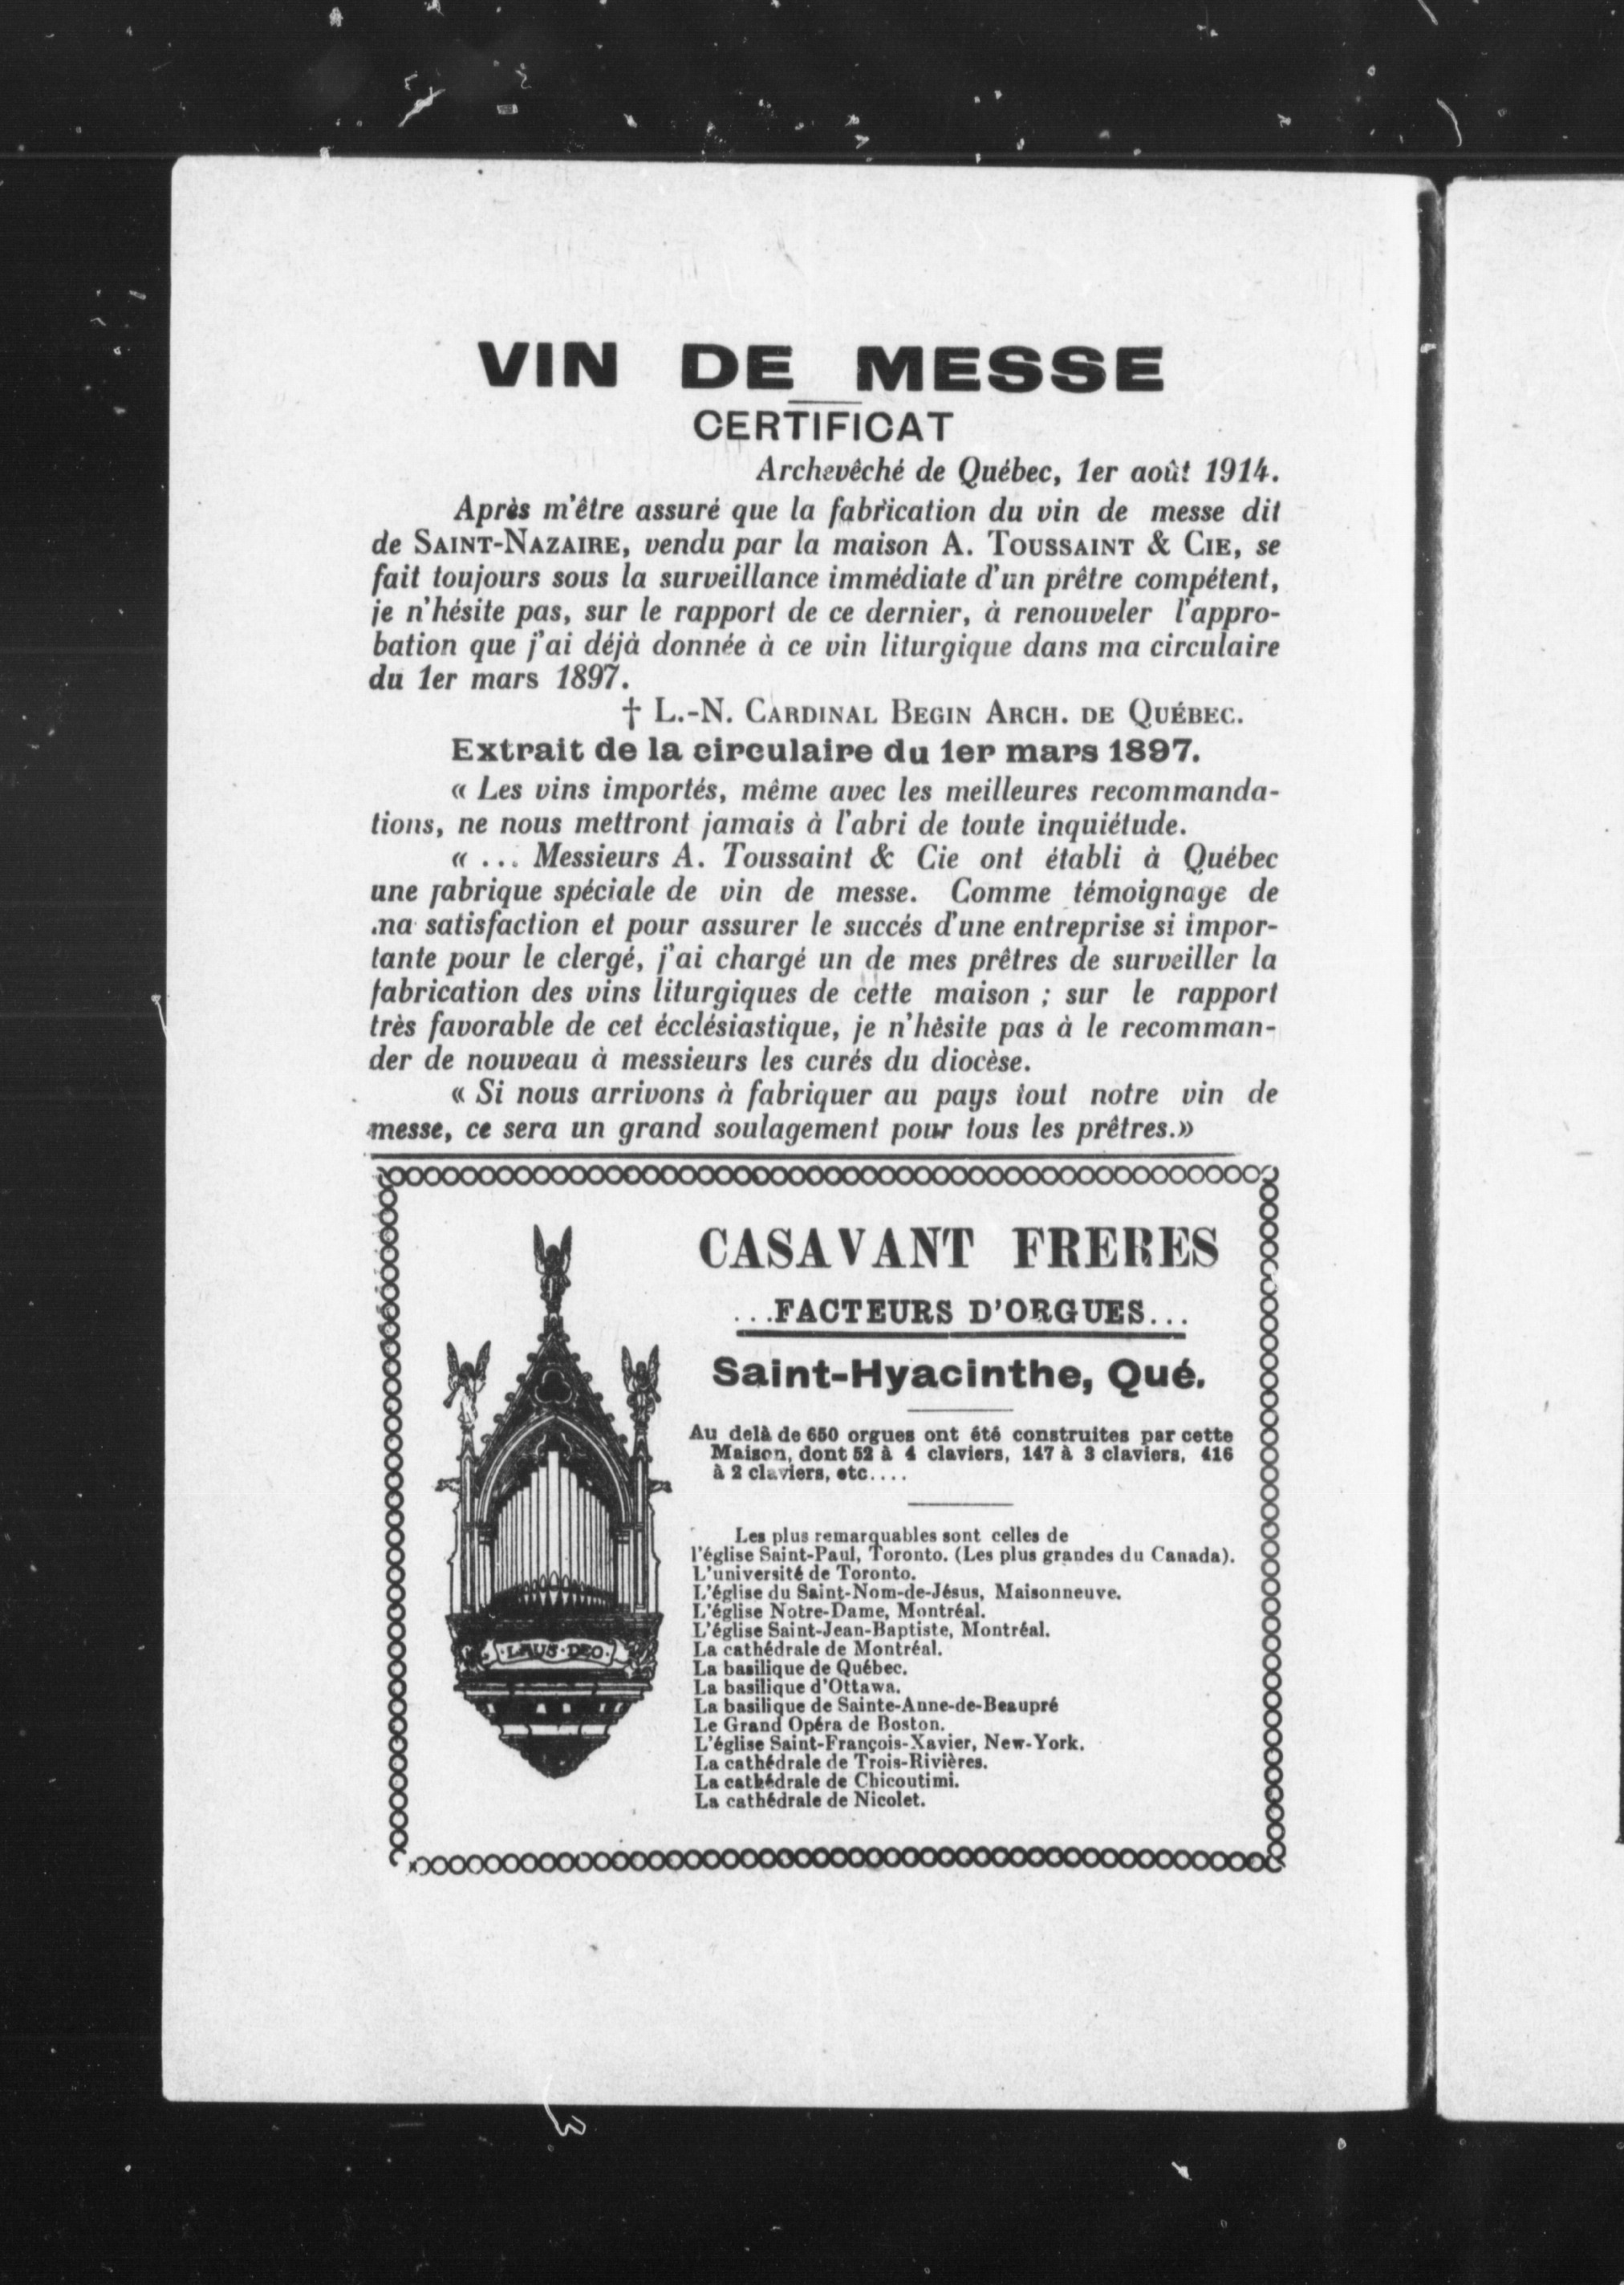 VIN DE MESSE
CERTIFICAT
Archevêché de Québec, 1er août 1914.
Après m'être assuré que la fabrication du vin de messe dit
de SAINT-NAZAIRE, vendu par la maison A. TOUSSAINT & CIE, se
fait toujours sous la surveillance immédiate d'un prêtre compétent,
je n'hésite pas, sur le rapport de ce dernier, à renouveler l'appro-
bation que j'ai déjà donnée à ce vin liturgique dans ma circulaire
du 1er mars 1897.
† L.-N. CARDINAL BEGIN ARCH. DE QUÉBEC.
Extrait de la circulaire du 1er mars 1897.
« Les vins importés, même avec les meilleures recommanda-
tions, ne nous mettront jamais à l'abri de toute inquiétude.
« ... Messieurs A. Toussaint & Cie ont établi à Québec
une fabrique spéciale de vin de messe. Comme témoignage de
ma satisfaction et pour assurer le succés d'une entreprise si impor-
tante pour le clergé, j'ai chargé un de mes prêtres de surveiller la
fabrication des vins liturgiques de cette maison ; sur le rapport
très favorable de cet écclésiastique, je n'hésite pas à le recomman-
der de nouveau à messieurs les curés du diocèse.
« Si nous arrivons à fabriquer au pays tout notre vin de
messe, ce sera un grand soulagement pour tous les prêtres.»
CASAVANT FRERES
...FACTEURS D'ORGUES...
Saint-Hyacinthe, Qué.
Au delà de 650 orgues ont été construites par cette
Maison, dont 52 à 4 claviers, 147 à 3 claviers, 416
à 2 claviers, etc....
Les plus remarquables sont celles de
l'église Saint-Paul, Toronto. (Les plus grandes du Canada).
L'université de Toronto.
L'église du Saint-Nom-de-Jésus, Maisonneuve.
L'église Notre-Dame, Montréal.
L'église Saint-Jean-Baptiste, Montréal.
La cathédrale de Montréal.
La basilique de Québec.
La basilique d'Ottawa.
La basilique de Sainte-Anne-de-Beaupré
Le Grand Opéra de Boston.
L'église Saint-François-Xavier, New-York.
La cathédrale de Trois-Rivières.
La cathédrale de Chicoutimi.
La cathédrale de Nicolet.
·LAUS·DEO·